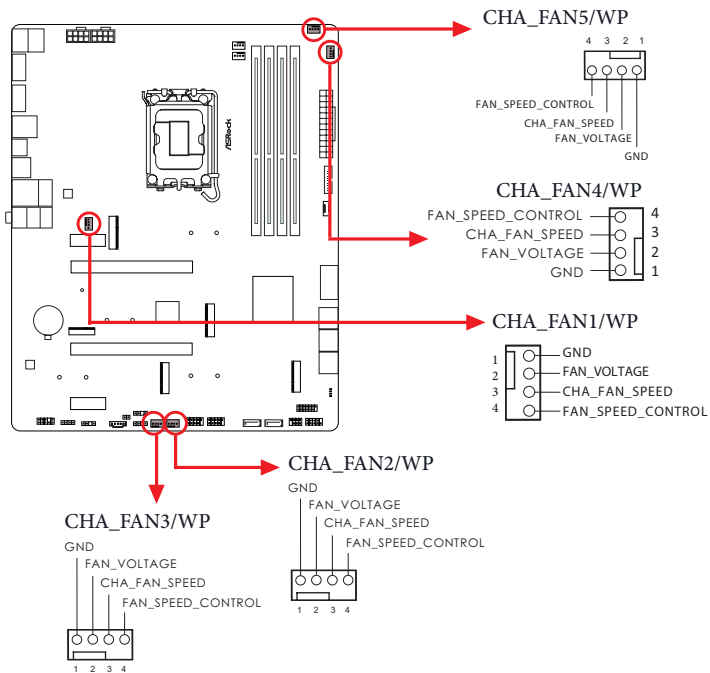 CHA_FAN5/WP
4 3 2 1
FAN_SPEED_CONTROL
CHA_FAN_SPEED
FAN_VOLTAGE
GND
ASRock
CHA_FAN4/WP
FAN_SPEED_CONTROL 4
CHA_FAN_SPEED 3
FAN_VOLTAGE 2
GND 1
CHA_FAN1/WP
1 GND
2 FAN_VOLTAGE
3 CHA_FAN_SPEED
4 FAN_SPEED_CONTROL
CHA_FAN2/WP
GND
FAN_VOLTAGE
CHA_FAN_SPEED
FAN_SPEED_CONTROL
1 2 3 4
CHA_FAN3/WP
GND
FAN_VOLTAGE
CHA_FAN_SPEED
FAN_SPEED_CONTROL
1 2 3 4